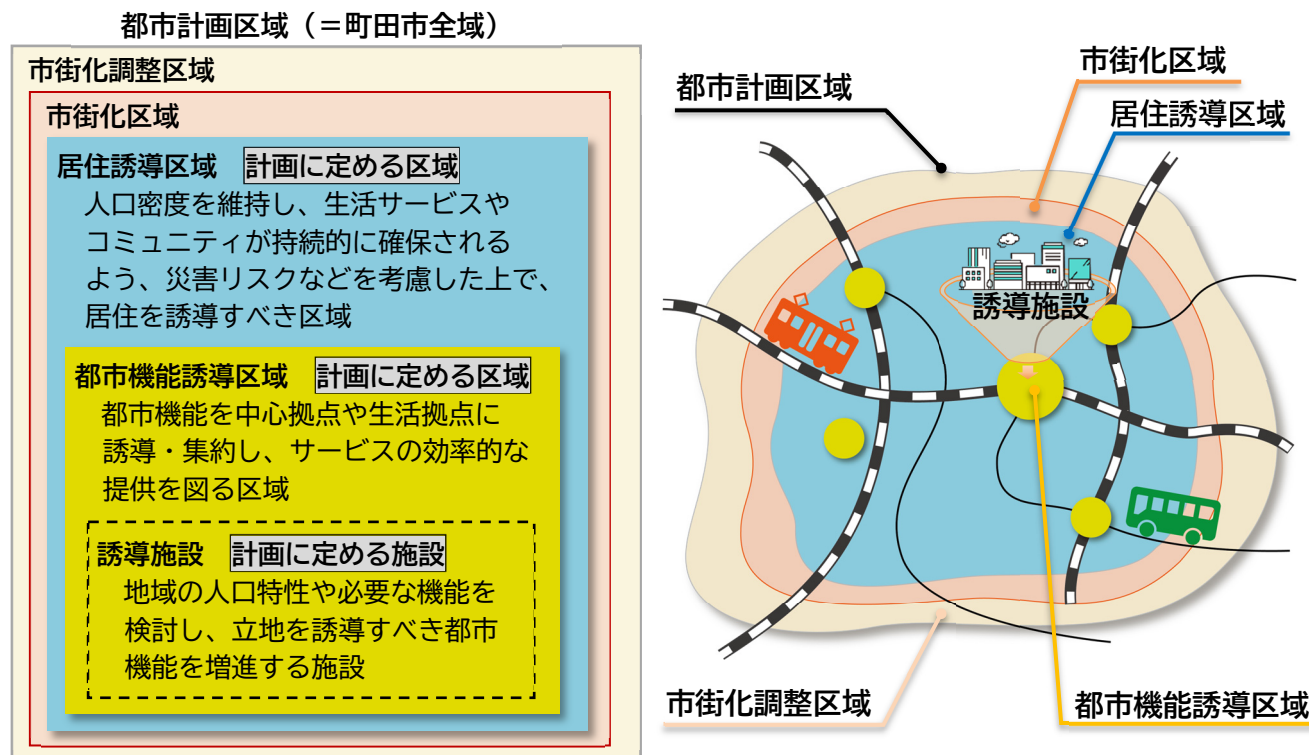 都市計画区域（＝町田市全域）
市街化調整区域
市街化区域
居住誘導区域　計画に定める区域
人口密度を維持し、生活サービスや
コミュニティが持続的に確保される
よう、災害リスクなどを考慮した上で、
居住を誘導すべき区域
都市機能誘導区域　計画に定める区域
都市機能を中心拠点や生活拠点に
誘導・集約し、サービスの効率的な
提供を図る区域
誘導施設　計画に定める施設
地域の人口特性や必要な機能を
検討し、立地を誘導すべき都市
機能を増進する施設
市街化区域
都市計画区域
居住誘導区域
誘導施設
市街化調整区域
都市機能誘導区域